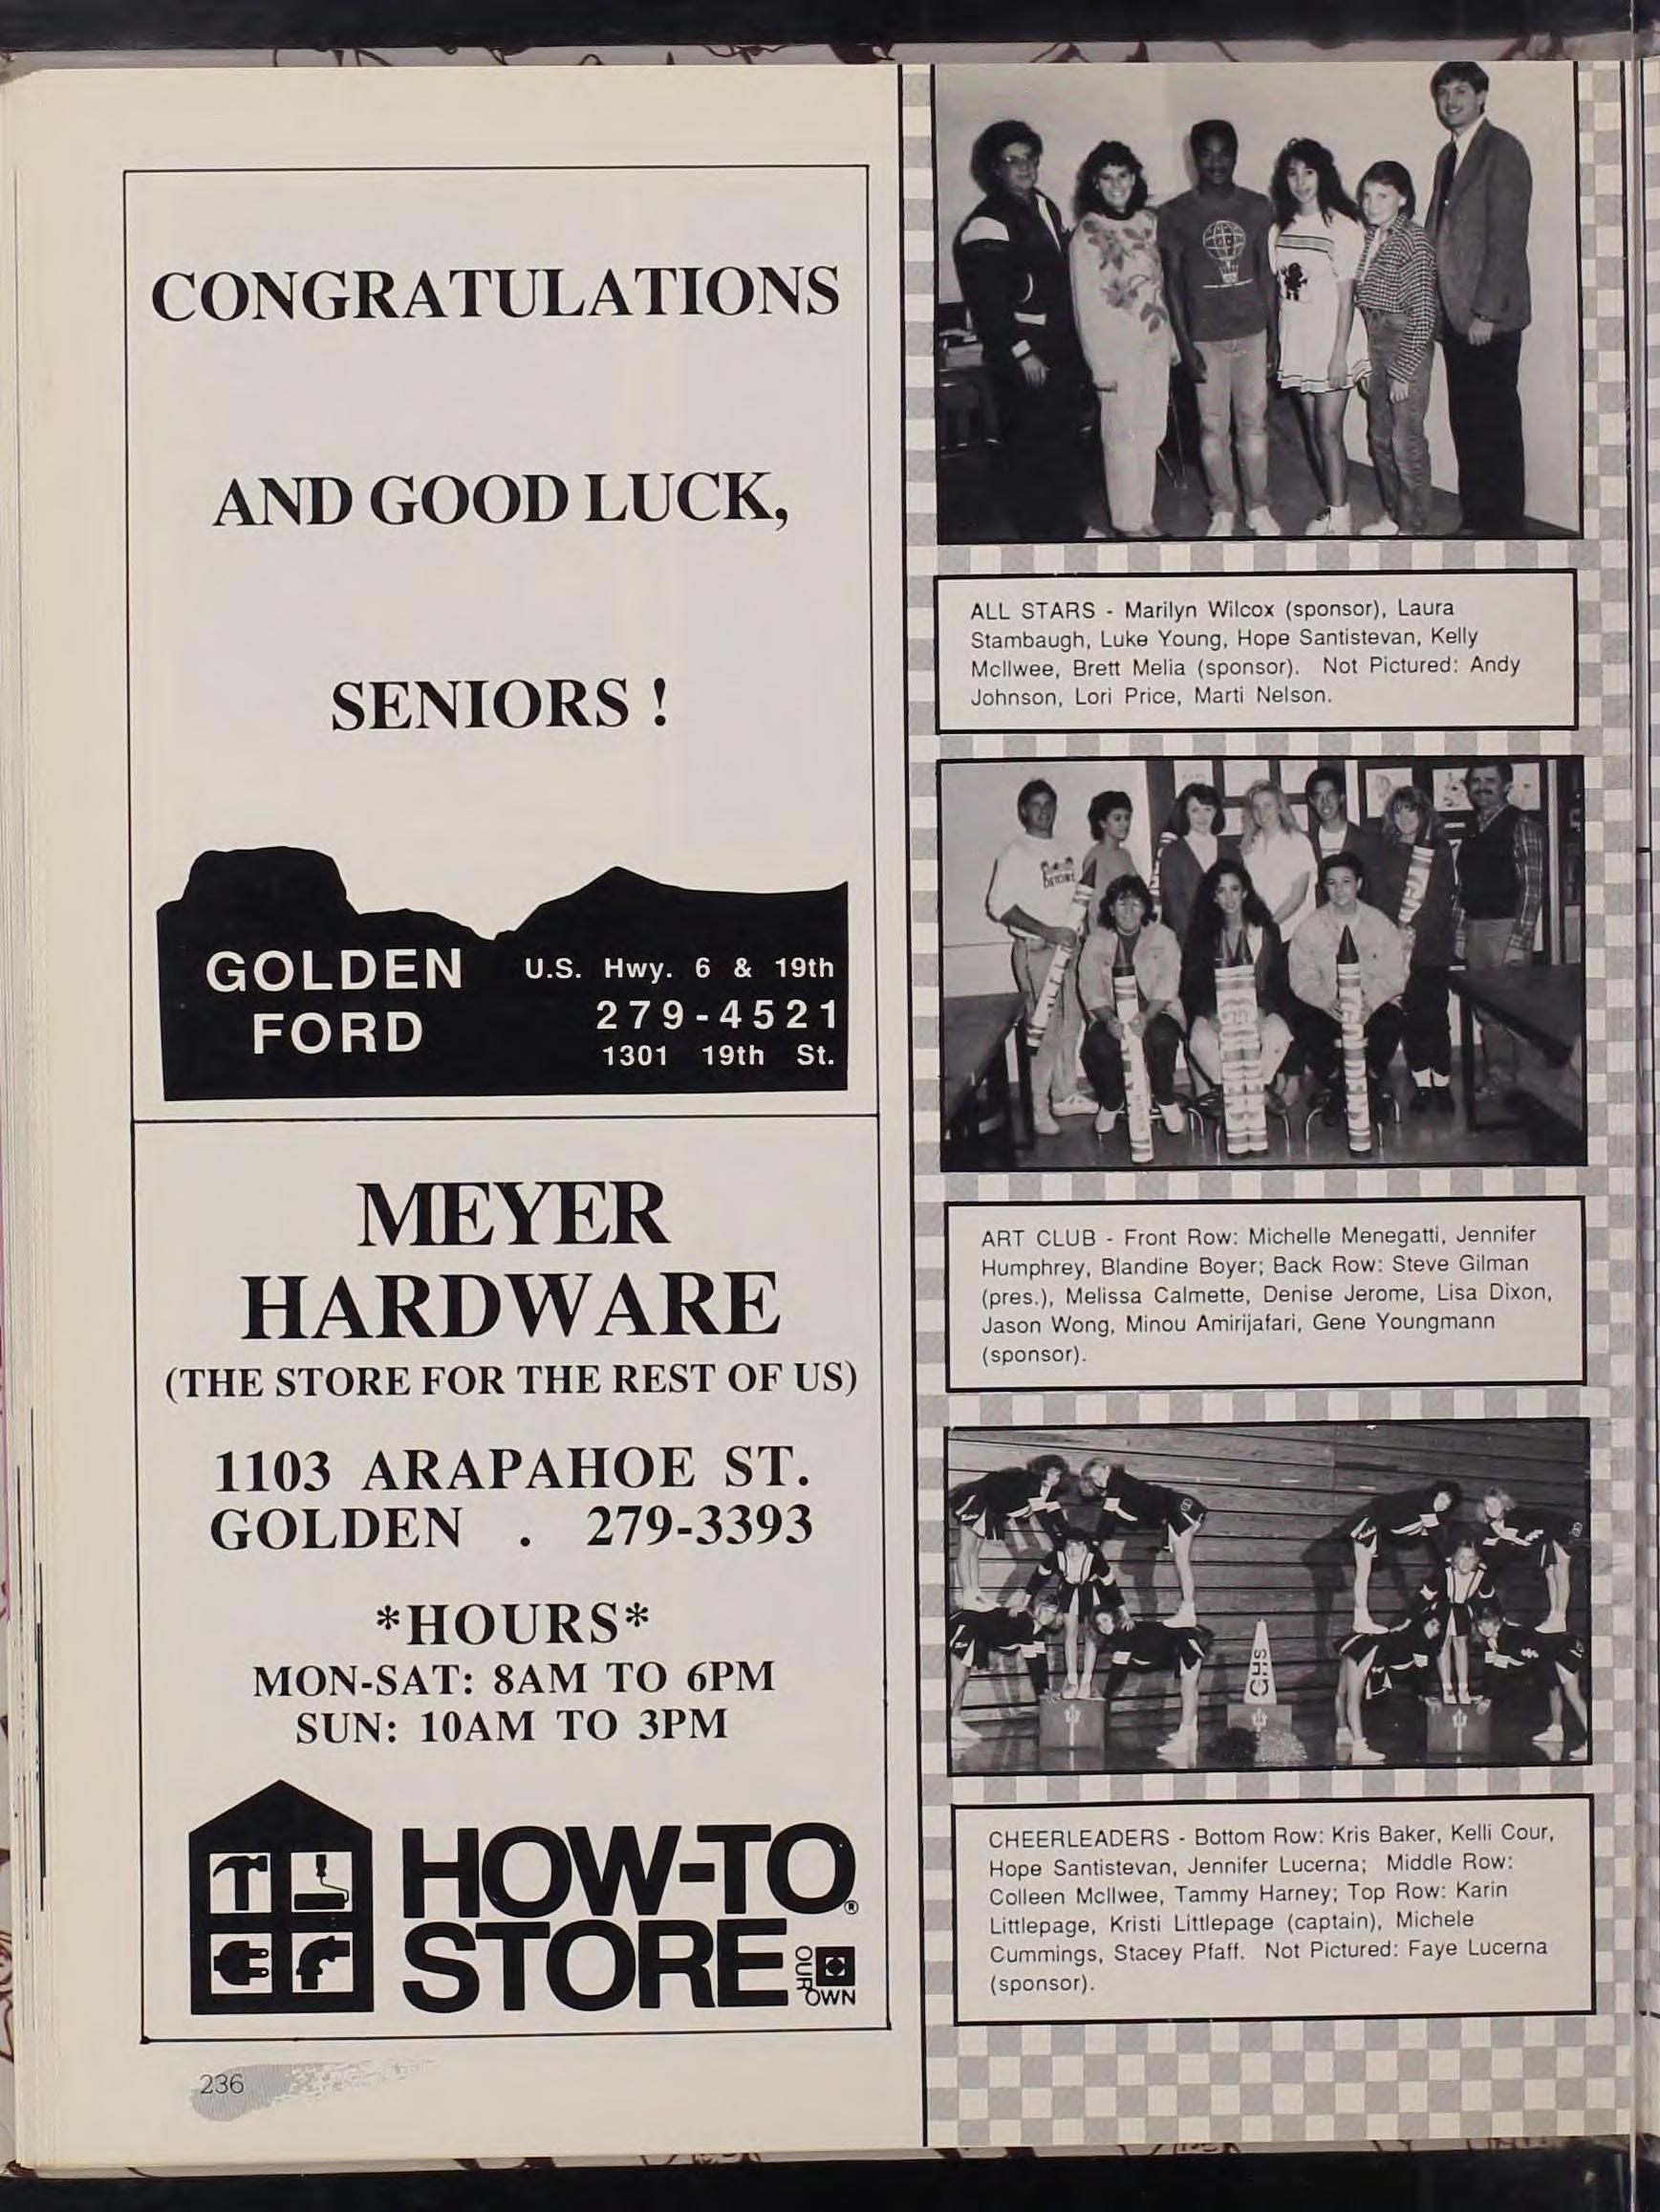 CONGRATULATIONS
AND GOOD LUCK,
SENIORS !
GOLDEN
FORD
U.S. Hwy. 6 & 19th
279-4521
1301 19th St.
MEYER
HARDWARE
(THE STORE FOR THE REST OF US)
1103 ARAPAHOE ST.
GOLDEN . 279-3393
*HOURS*
MON-SAT: 8AM TO 6PM
SUN: 10AM TO 3PM
HOW-TO®
STORE
OUR OWN
236
ALL STARS - Marilyn Wilcox (sponsor), Laura
Stambaugh, Luke Young, Hope Santistevan, Kelly
McIlwee, Brett Melia (sponsor). Not Pictured: Andy
Johnson, Lori Price, Marti Nelson.
ART CLUB - Front Row: Michelle Menegatti, Jennifer
Humphrey, Blandine Boyer; Back Row: Steve Gilman
(pres.), Melissa Calmette, Denise Jerome, Lisa Dixon,
Jason Wong, Minou Amirijafari, Gene Youngmann
(sponsor).
GHS
CHEERLEADERS - Bottom Row: Kris Baker, Kelli Cour,
Hope Santistevan, Jennifer Lucerna; Middle Row:
Colleen McIlwee, Tammy Harney; Top Row: Karin
Littlepage, Kristi Littlepage (captain), Michele
Cummings, Stacey Pfaff. Not Pictured: Faye Lucerna
(sponsor).